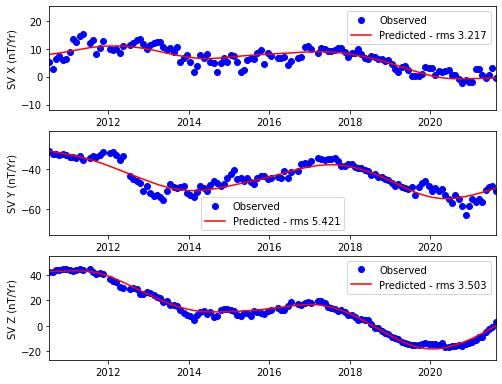 SV X (nT/Yr)
20
10
0
−10
Observed
Predicted - rms 3.217
2012
2014
2016
2018
2020
SV Y (nT/Yr)
−40
−60
Observed
Predicted - rms 5.421
2012
2014
2016
2018
2020
SV Z (nT/Yr)
40
20
0
−20
Observed
Predicted - rms 3.503
2012
2014
2016
2018
2020